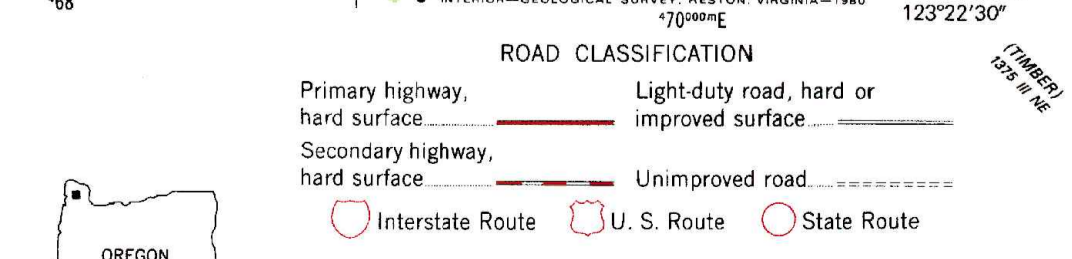 ⁴68
INTERIOR—GEOLOGICAL SURVEY, RESTON, VIRGINIA—1980
⁴70⁰⁰⁰ᵐE
123°22'30"
(TIMBER)
1375 III NE
ROAD CLASSIFICATION
Primary highway,
hard surface
Light-duty road, hard or
improved surface
Secondary highway,
hard surface
Unimproved road
Interstate Route U. S. Route State Route
OREGON